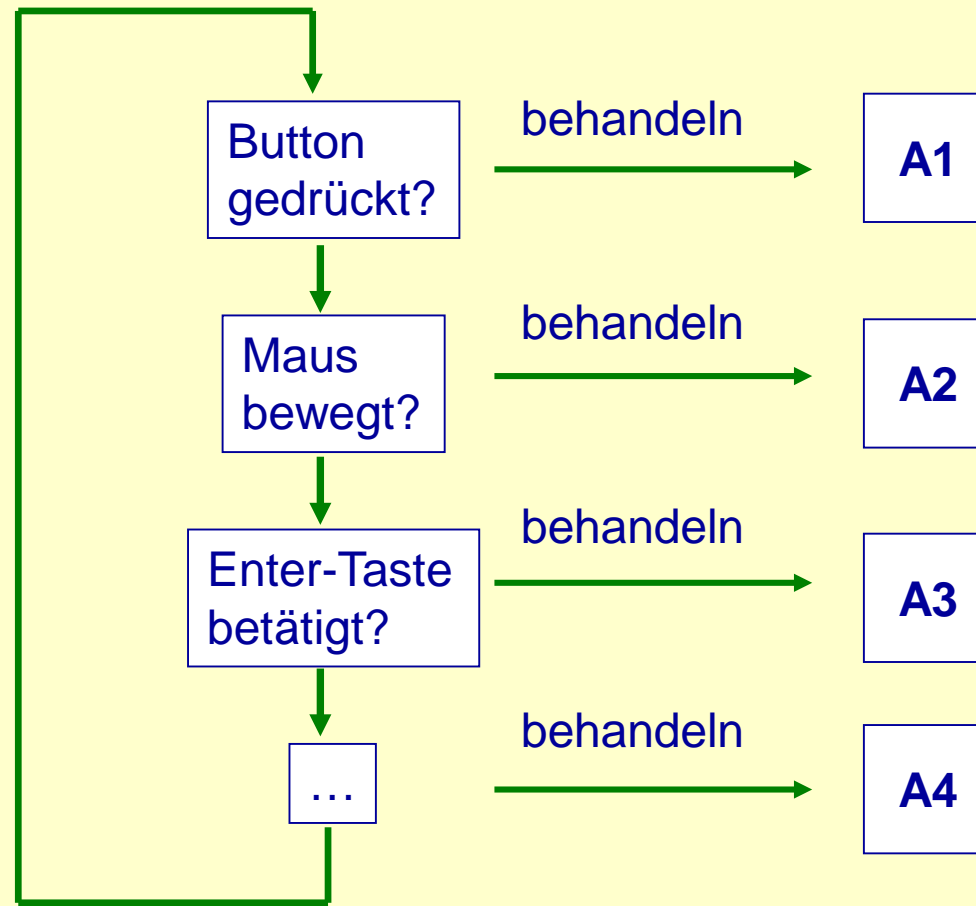 behandeln
Button
gedrückt?
A1
behandeln
Maus
bewegt?
A2
behandeln
Enter-Taste
betätigt?
A3
behandeln
…
A4